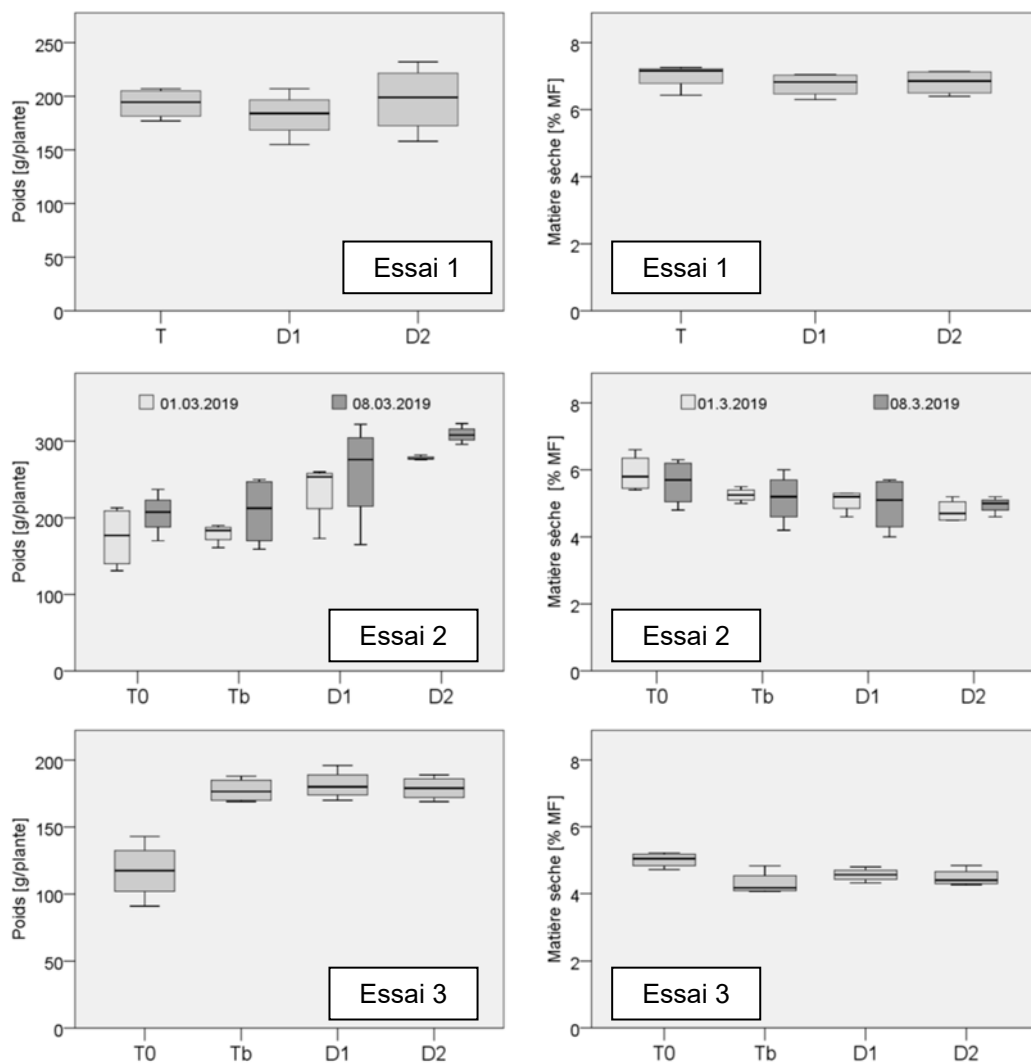 Poids [g/plante]
250
200
150
100
50
0
Essai 1
T D1 D2
Matière sèche [% MF]
8
6
4
2
0
Essai 1
T D1 D2
Poids [g/plante]
300
200
100
0
01.03.2019 08.03.2019
Essai 2
T0 Tb D1 D2
Matière sèche [% MF]
8
6
4
2
0
01.3.2019 08.3.2019
Essai 2
T0 Tb D1 D2
Poids [g/plante]
200
150
100
50
0
Essai 3
T0 Tb D1 D2
Matière sèche [% MF]
8
6
4
2
0
Essai 3
T0 Tb D1 D2